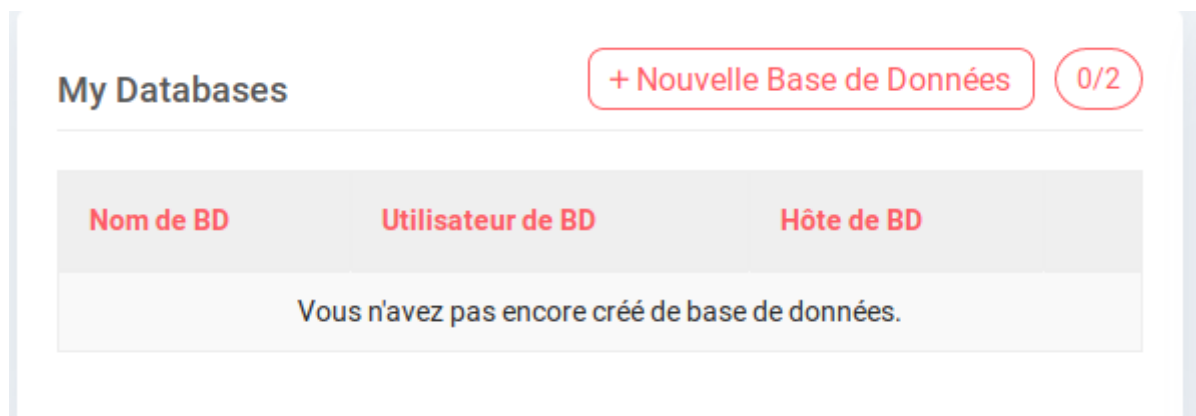 My Databases
+ Nouvelle Base de Données
0/2
Nom de BD
Utilisateur de BD
Hôte de BD
Vous n'avez pas encore créé de base de données.